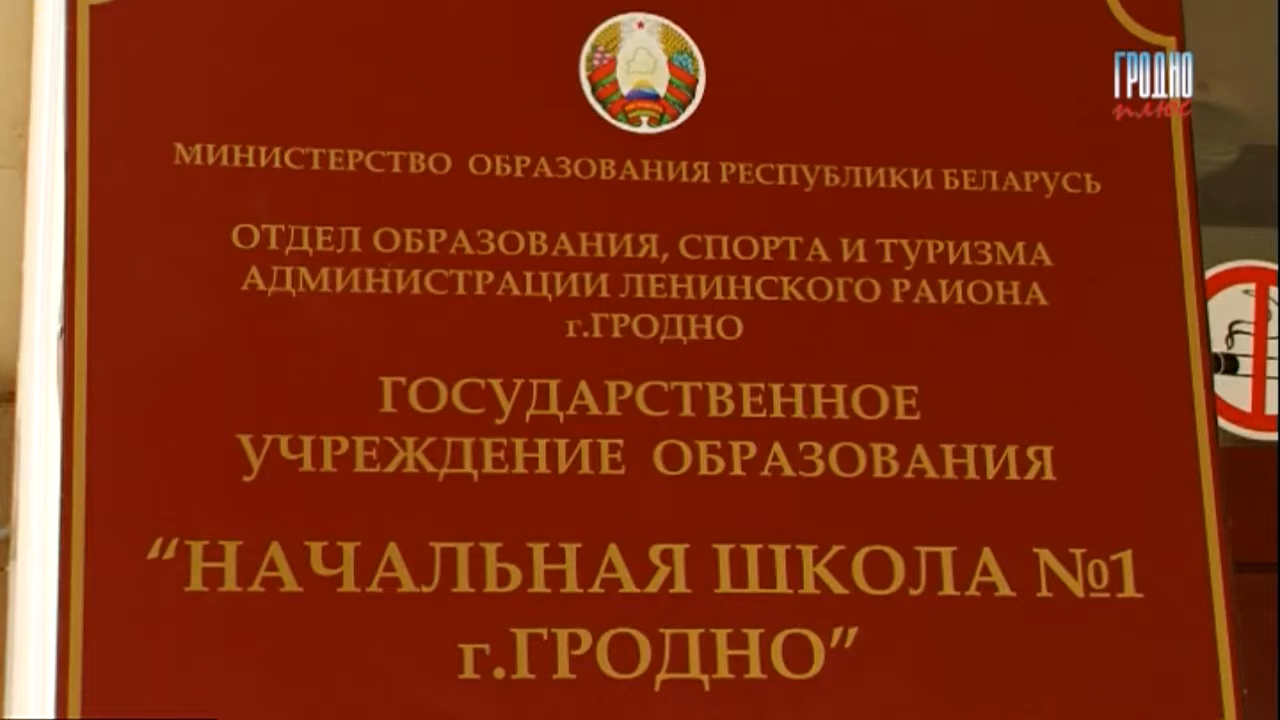 ГРОДНО
плюс
МИНИСТЕРСТВО ОБРАЗОВАНИЯ РЕСПУБЛИКИ БЕЛАРУСЬ
ОТДЕЛ ОБРАЗОВАНИЯ, СПОРТА И ТУРИЗМА
АДМИНИСТРАЦИИ ЛЕНИНСКОГО РАИОНА
г.ГРОДНО
ГОСУДАРСТВЕННОЕ
УЧРЕЖДЕНИЕ ОБРАЗОВАНИЯ
“НАЧАЛЬНАЯ ШКОЛА №1
г.ГРОДНО”